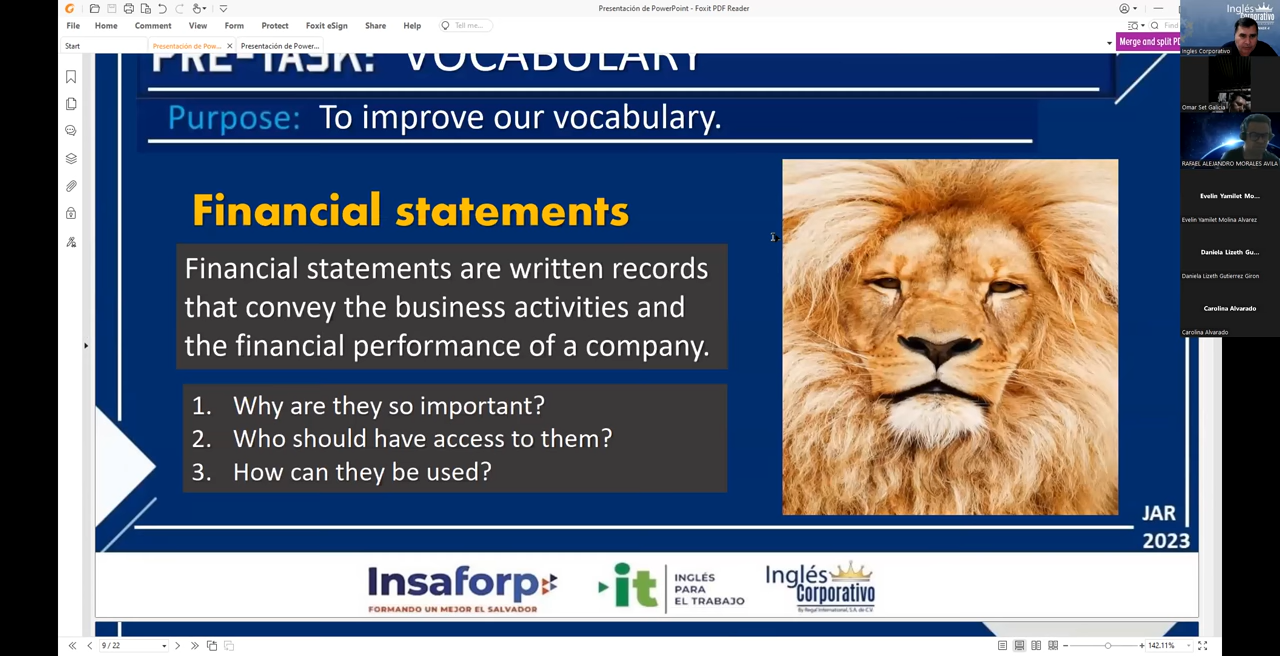 Presentación de PowerPoint - Foxit PDF Reader
File Home Comment View Form Protect Foxit eSign Share Help Tell me...
Find
Start Presentación de Pow... Presentación de Power...
Merge and split PD
PRE-TASK: VOCABULARY
Purpose: To improve our vocabulary.
Financial statements
Financial statements are written records
that convey the business activities and
the financial performance of a company.
1. Why are they so important?
2. Who should have access to them?
3. How can they be used?
JAR
2023
Insaforp
FORMANDO UN MEJOR EL SALVADOR
it
INGLÉS
PARA
EL TRABAJO
Inglés
Corporativo
By Regal International, S.A. de C.V.
9 / 22
142.11%
Inglés
Corporativo
Ingles Corporativo
Omar Set Galicia
RAFAEL ALEJANDRO MORALES AVILA
Evelin Yamilet Mo...
Evelin Yamilet Molina Alvarez
Daniela Lizeth Gu...
Daniela Lizeth Gutierrez Giron
Carolina Alvarado
Carolina Alvarado